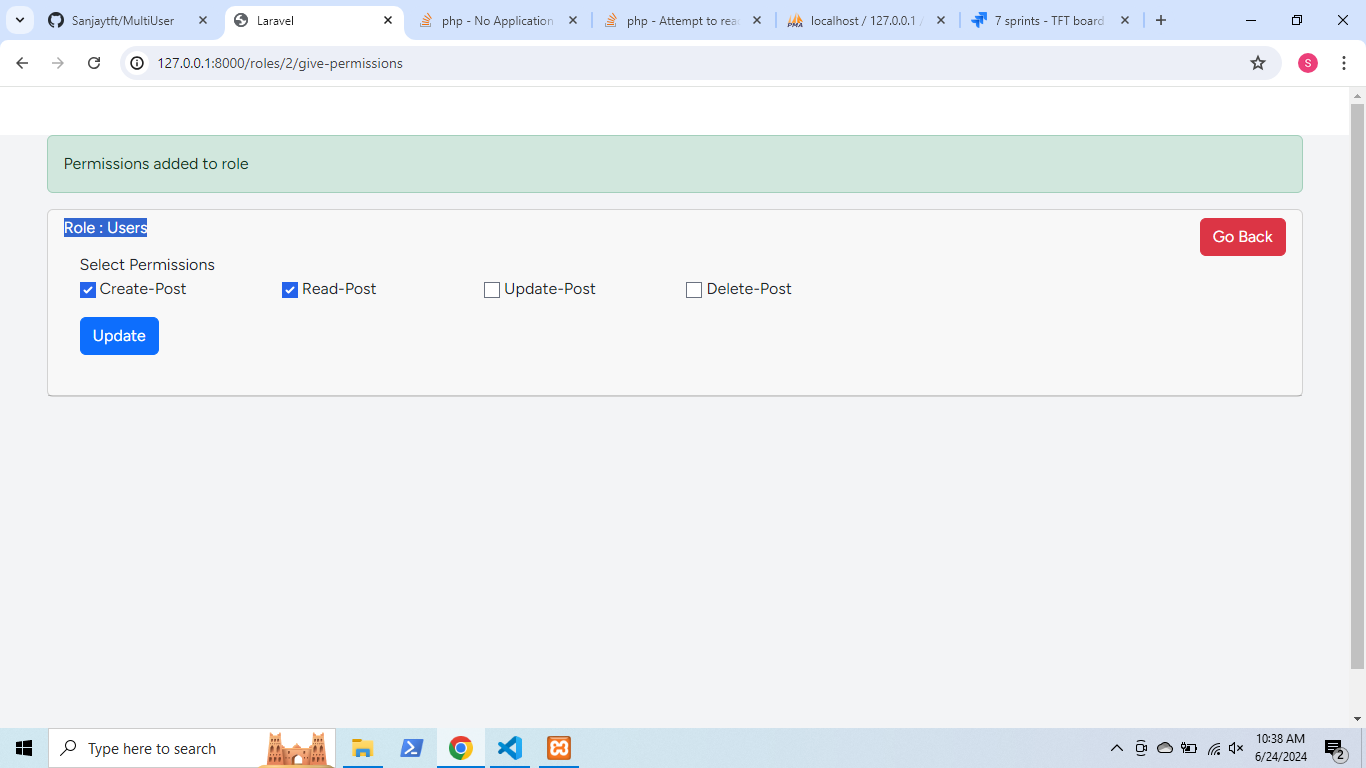 Sanjaytft/MultiUser
Laravel
php - No Application
php - Attempt to rea
localhost / 127.0.0.1 /
7 sprints - TFT board
127.0.0.1:8000/roles/2/give-permissions
S
Permissions added to role
Role : Users
Go Back
Select Permissions
Create-Post Read-Post Update-Post Delete-Post
Update
Type here to search
10:38 AM
6/24/2024
2